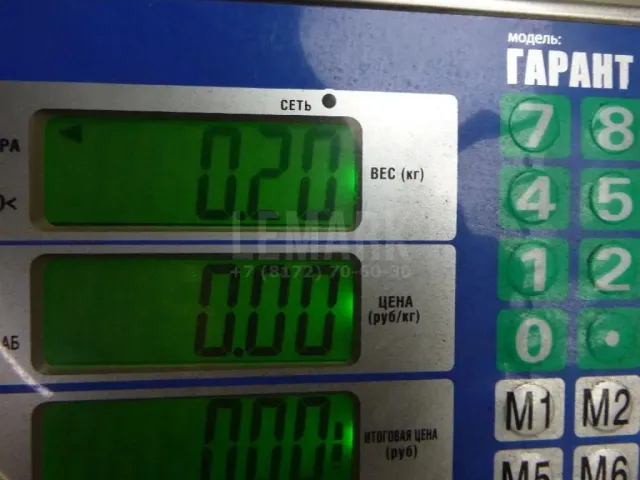 модель:
ГАРАНТ
СЕТЬ
0.20
ВЕС (кг)
LEMARK
+7 (8172) 70-60-30
0.00
ЦЕНА
(руб/кг)
АБ
ИТОГОВАЯ ЦЕНА
(руб)
7 8
4 5
1 2
0 .
M1 M2
M5 M6